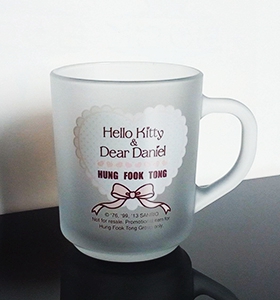 Hello Kitty
&
Dear Daniel
HUNG FOOK TONG
© '76, '99, '13 SANRIO
Not for resale. Promotional item for
Hung Fook Tong Group only.